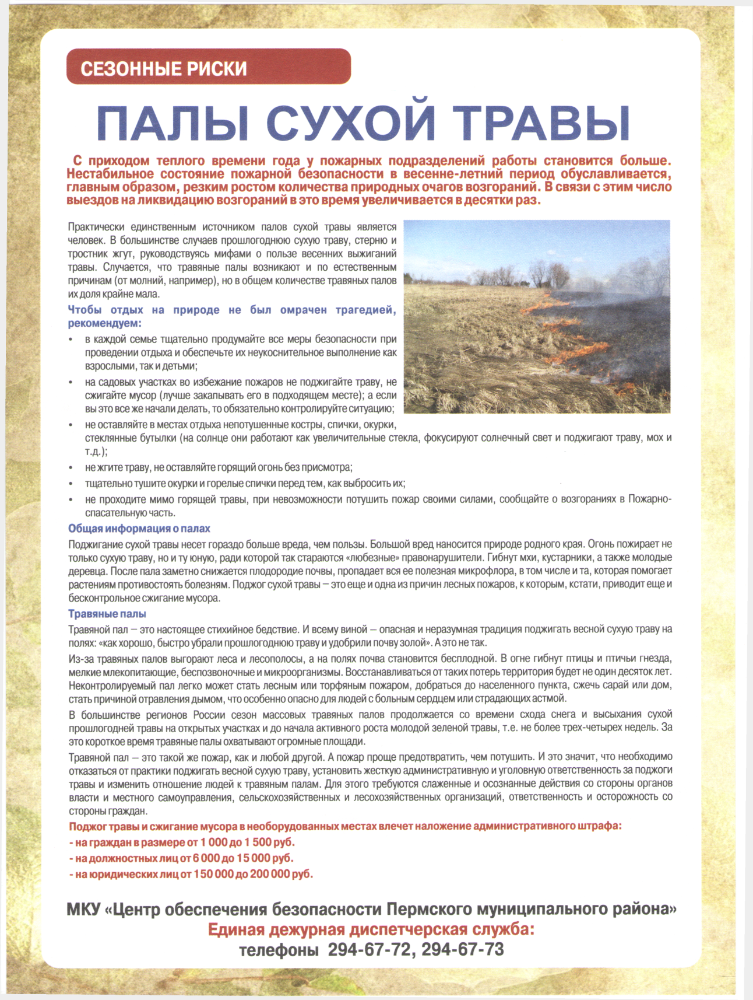 СЕЗОННЫЕ РИСКИ
ПАЛЫ СУХОЙ ТРАВЫ
С приходом теплого времени года у пожарных подразделений работы становится больше.
Нестабильное состояние пожарной безопасности в весенне-летний период обуславливается,
главным образом, резким ростом количества природных очагов возгораний. В связи с этим число
выездов на ликвидацию возгораний в это время увеличивается в десятки раз.
Практически единственным источником палов сухой травы является
человек. В большинстве случаев прошлогоднюю сухую траву, стерню и
тростник жгут, руководствуясь мифами о пользе весенних выжиганий
травы. Случается, что травяные палы возникают и по естественным
причинам (от молний, например), но в общем количестве травяных палов
их доля крайне мала.
Чтобы отдых на природе не был омрачен трагедией,
рекомендуем:
• в каждой семье тщательно продумайте все меры безопасности при
проведении отдыха и обеспечьте их неукоснительное выполнение как
взрослыми, так и детьми;
• на садовых участках во избежание пожаров не поджигайте траву, не
сжигайте мусор (лучше закапывать его в подходящем месте); а если
вы это все же начали делать, то обязательно контролируйте ситуацию;
• не оставляйте в местах отдыха непотушенные костры, спички, окурки,
стеклянные бутылки (на солнце они работают как увеличительные стекла, фокусируют солнечный свет и поджигают траву, мох и
т.д.);
• не жгите траву, не оставляйте горящий огонь без присмотра;
• тщательно тушите окурки и горелые спички перед тем, как выбросить их;
• не проходите мимо горящей травы, при невозможности потушить пожар своими силами, сообщайте о возгораниях в Пожарно-
спасательную часть.
Общая информация о палах
Поджигание сухой травы несет гораздо больше вреда, чем пользы. Большой вред наносится природе родного края. Огонь пожирает не
только сухую траву, но и ту юную, ради которой так стараются «любезные» правонарушители. Гибнут мхи, кустарники, а также молодые
деревца. После пала заметно снижается плодородие почвы, пропадает вся ее полезная микрофлора, в том числе и та, которая помогает
растениям противостоять болезням. Поджог сухой травы – это еще и одна из причин лесных пожаров, к которым, кстати, приводит еще и
бесконтрольное сжигание мусора.
Травяные палы
Травяной пал – это настоящее стихийное бедствие. И всему виной – опасная и неразумная традиция поджигать весной сухую траву на
полях: «как хорошо, быстро убрали прошлогоднюю траву и удобрили почву золой». А это не так.
Из-за травяных палов выгорают леса и лесополосы, а на полях почва становится бесплодной. В огне гибнут птицы и птичьи гнезда,
мелкие млекопитающие, беспозвоночные и микроорганизмы. Восстанавливаться от таких потерь территория будет не один десяток лет.
Неконтролируемый пал легко может стать лесным или торфяным пожаром, добраться до населенного пункта, сжечь сарай или дом,
стать причиной отравления дымом, что особенно опасно для людей с больным сердцем или страдающих астмой.
В большинстве регионов России сезон массовых травяных палов продолжается со времени схода снега и высыхания сухой
прошлогодней травы на открытых участках и до начала активного роста молодой зеленой травы, т.е. не более трех-четырех недель. За
это короткое время травяные палы охватывают огромные площади.
Травяной пал – это такой же пожар, как и любой другой. А пожар проще предотвратить, чем потушить. И это значит, что необходимо
отказаться от практики поджигать весной сухую траву, установить жесткую административную и уголовную ответственность за поджоги
травы и изменить отношение людей к травяным палам. Для этого требуются слаженные и осознанные действия со стороны органов
власти и местного самоуправления, сельскохозяйственных и лесохозяйственных организаций, ответственность и осторожность со
стороны граждан.
Поджог травы и сжигание мусора в необорудованных местах влечет наложение административного штрафа:
- на граждан в размере от 1 000 до 1 500 руб.
- на должностных лиц от 6 000 до 15 000 руб.
- на юридических лиц от 150 000 до 200 000 руб.
МКУ «Центр обеспечения безопасности Пермского муниципального района»
Единая дежурная диспетчерская служба:
телефоны 294-67-72, 294-67-73